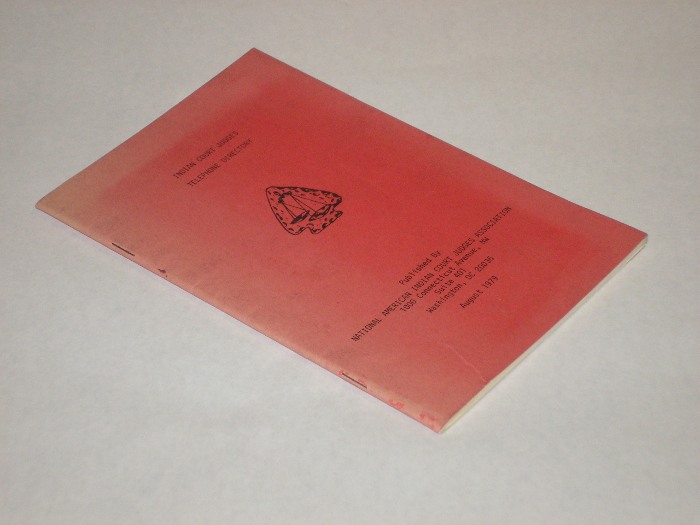 INDIAN COURT JUDGES
TELEPHONE DIRECTORY
Published By
NATIONAL AMERICAN INDIAN COURT JUDGES ASSOCIATION
1000 Connecticut Avenue, NW
Suite 401
Washington, DC 20036
August 1979